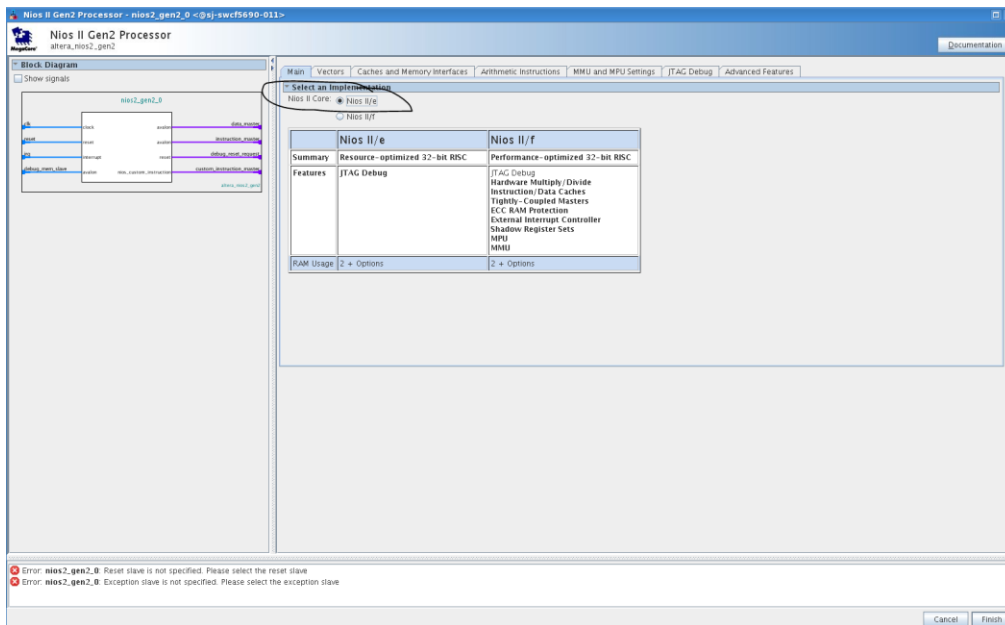 Nios II Gen2 Processor - nios2_gen2_0 <@sj-swcf5690-011>
Nios II Gen2 Processor
altera_nios2_gen2
MegaCore
Documentation
Block Diagram
Show signals
nios2_gen2_0
clk
clock
avalon
data_master
reset
reset
avalon
instruction_master
irq
interrupt
reset
debug_reset_request
debug_mem_slave
avalon
nios_custom_instruction
custom_instruction_master
altera_nios2_gen2
Main Vectors Caches and Memory Interfaces Arithmetic Instructions MMU and MPU Settings JTAG Debug Advanced Features
Select an Implementation
Nios II Core: Nios II/e
Nios II/f
Nios II/e Nios II/f
Summary Resource-optimized 32-bit RISC Performance-optimized 32-bit RISC
Features JTAG Debug JTAG Debug
Hardware Multiply/Divide
Instruction/Data Caches
Tightly-Coupled Masters
ECC RAM Protection
External Interrupt Controller
Shadow Register Sets
MPU
MMU
RAM Usage 2 + Options 2 + Options
Error: nios2_gen2_0: Reset slave is not specified. Please select the reset slave
Error: nios2_gen2_0: Exception slave is not specified. Please select the exception slave
Cancel Finish